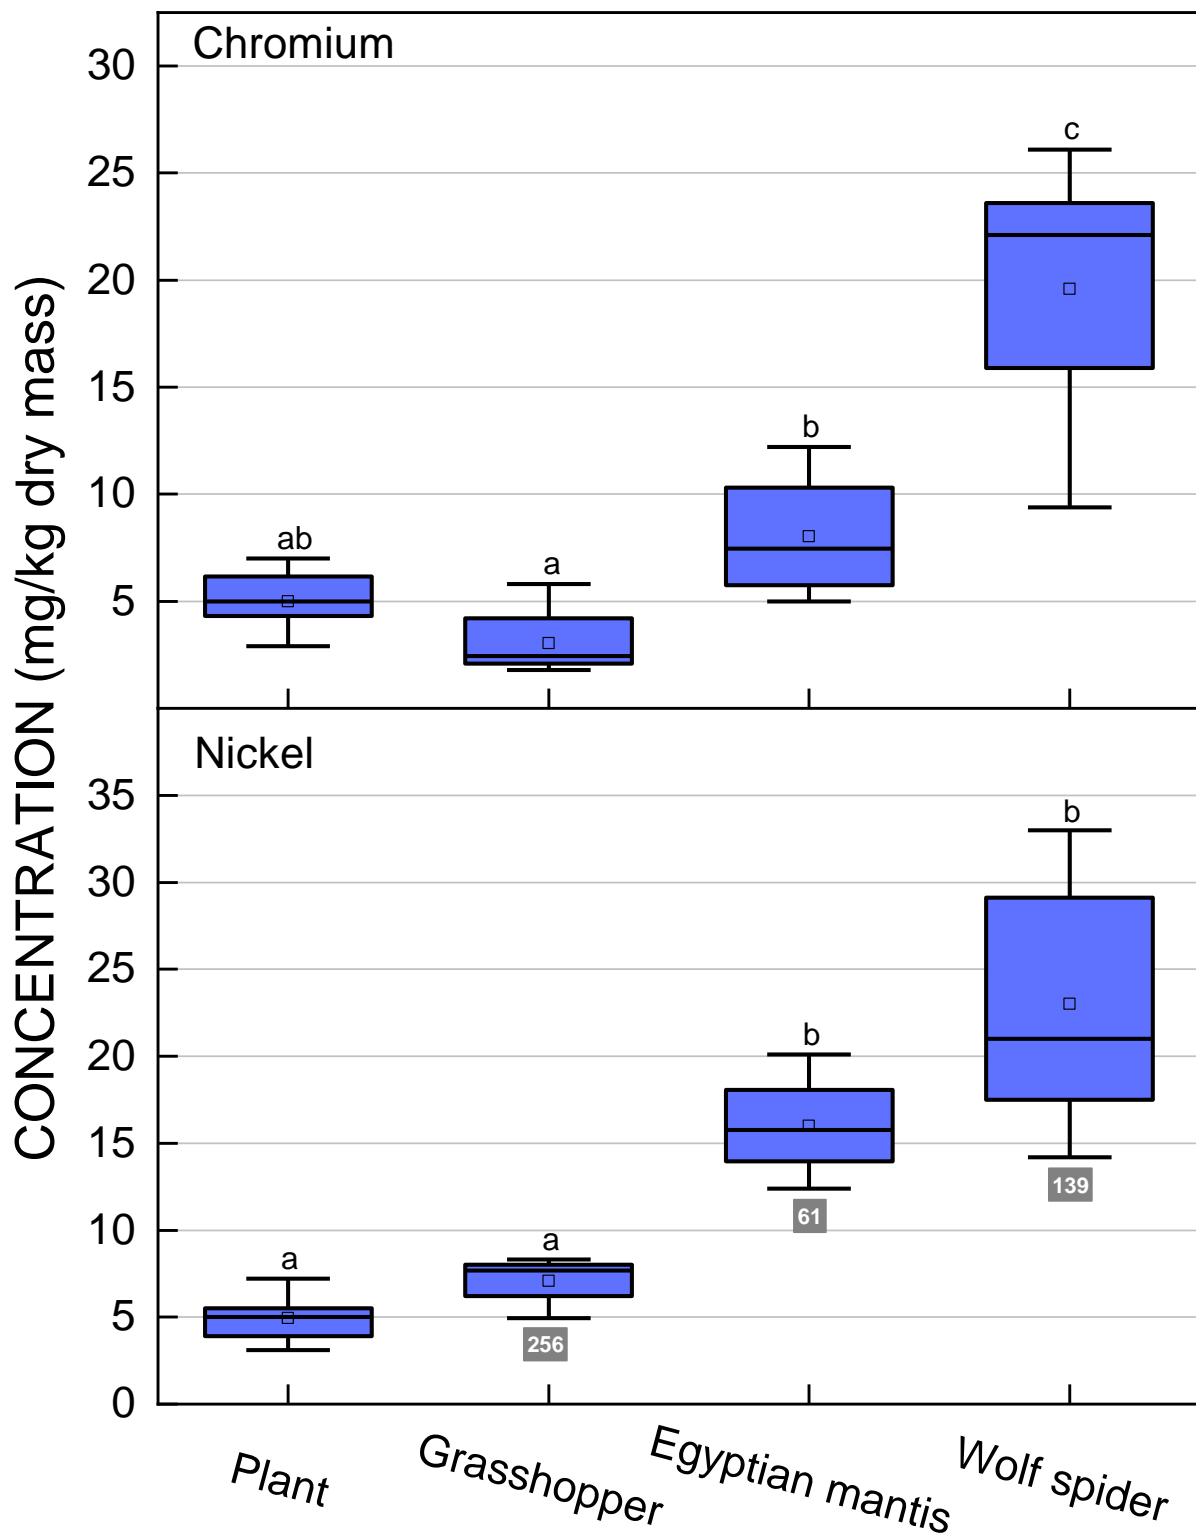 CONCENTRATION (mg/kg dry mass)
Chromium
30
25
20
15
10
5
ab
a
b
c
Nickel
35
30
25
20
15
10
5
0
a
a
b
b
256
61
139
Plant
Grasshopper
Egyptian mantis
Wolf spider